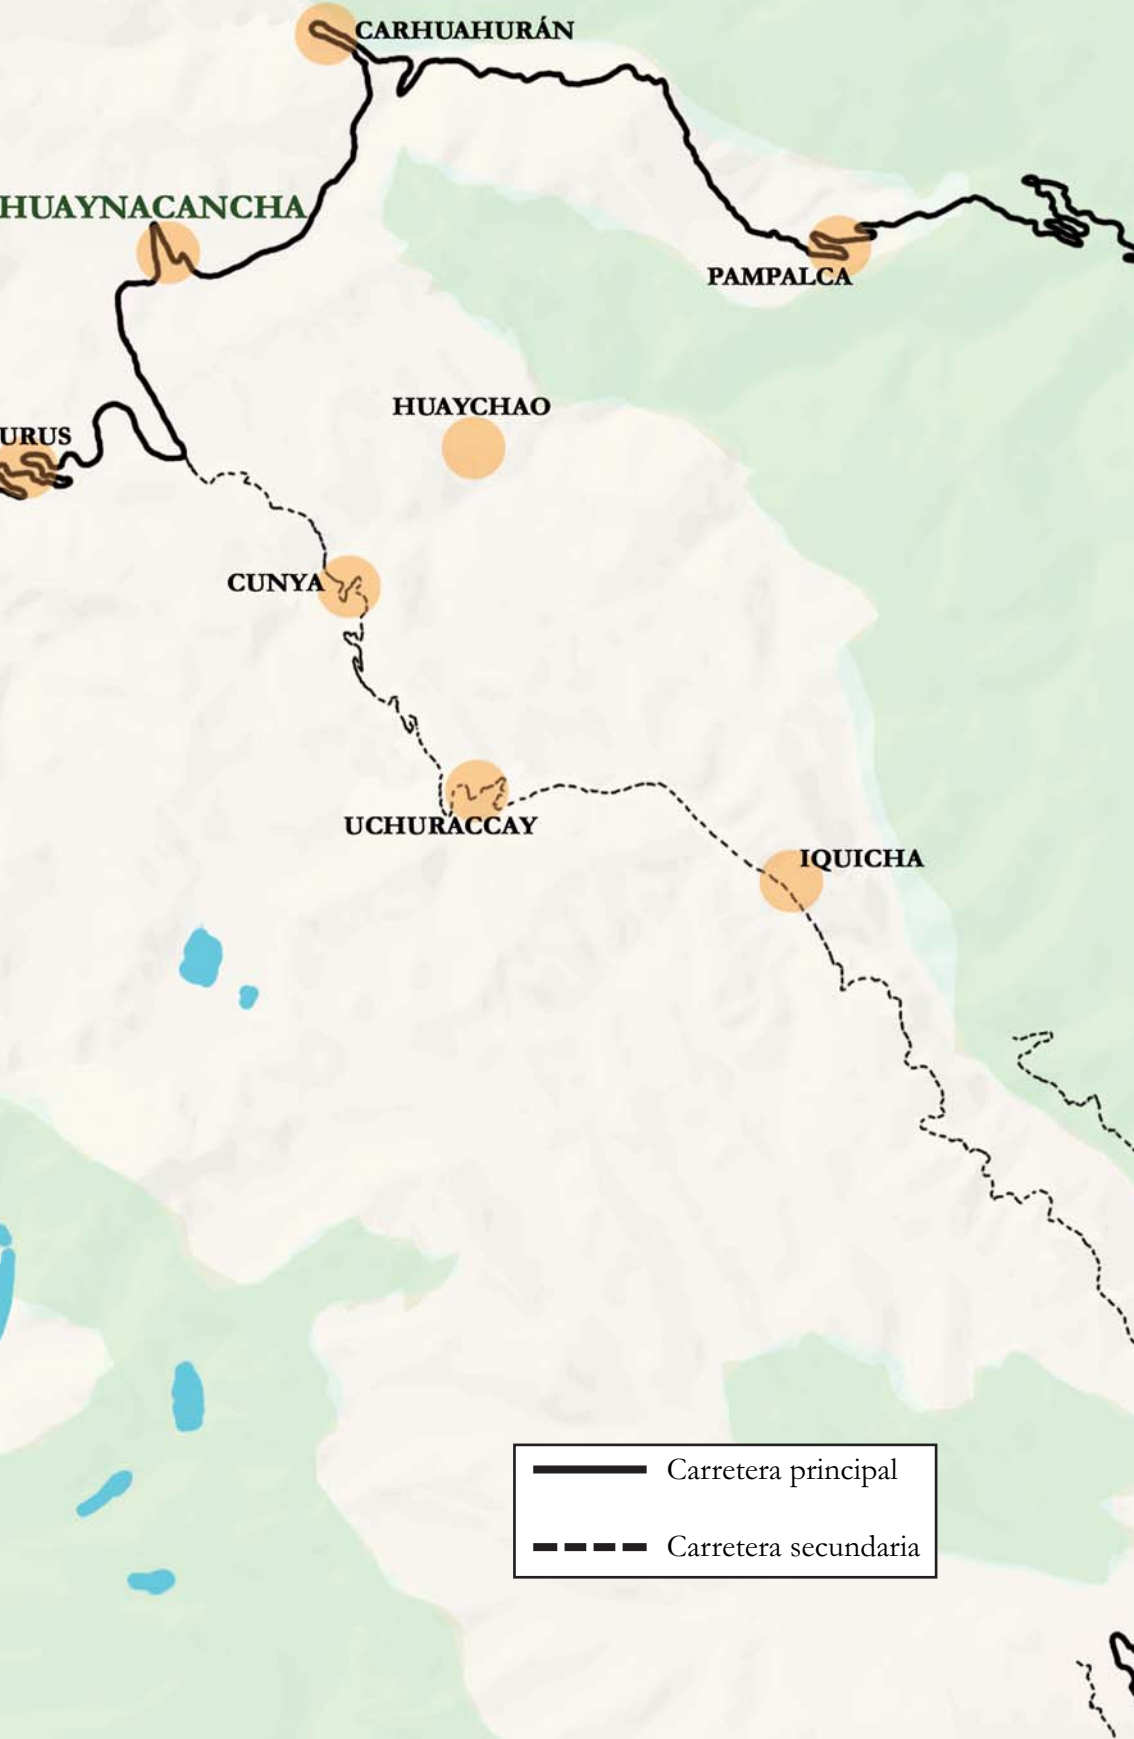 CARHUAHURÁN
HUAYNACANCHA
PAMPALCA
HUAYCHAO
URUS
CUNYA
UCHURACCAY
IQUICHA
Carretera principal
Carretera secundaria